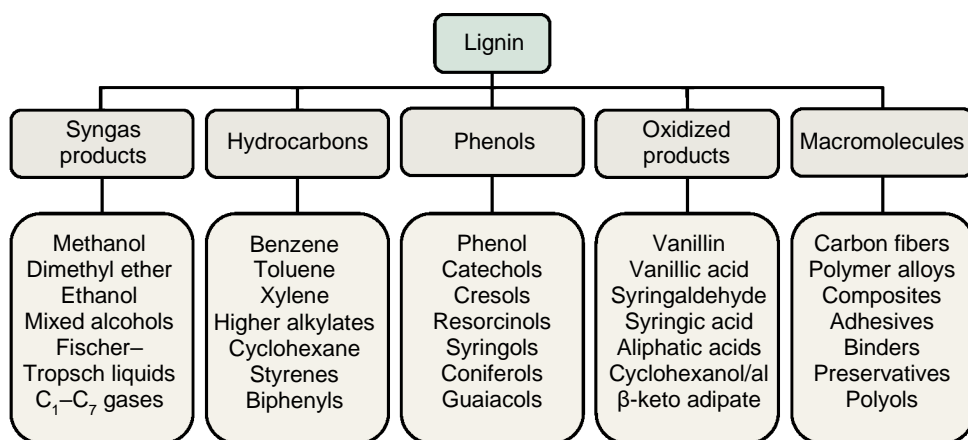 Lignin
Syngas
products
Hydrocarbons
Phenols
Oxidized
products
Macromolecules
Methanol
Dimethyl ether
Ethanol
Mixed alcohols
Fischer–
Tropsch liquids
C₁–C₇ gases
Benzene
Toluene
Xylene
Higher alkylates
Cyclohexane
Styrenes
Biphenyls
Phenol
Catechols
Cresols
Resorcinols
Syringols
Coniferols
Guaiacols
Vanillin
Vanillic acid
Syringaldehyde
Syringic acid
Aliphatic acids
Cyclohexanol/al
β-keto adipate
Carbon fibers
Polymer alloys
Composites
Adhesives
Binders
Preservatives
Polyols